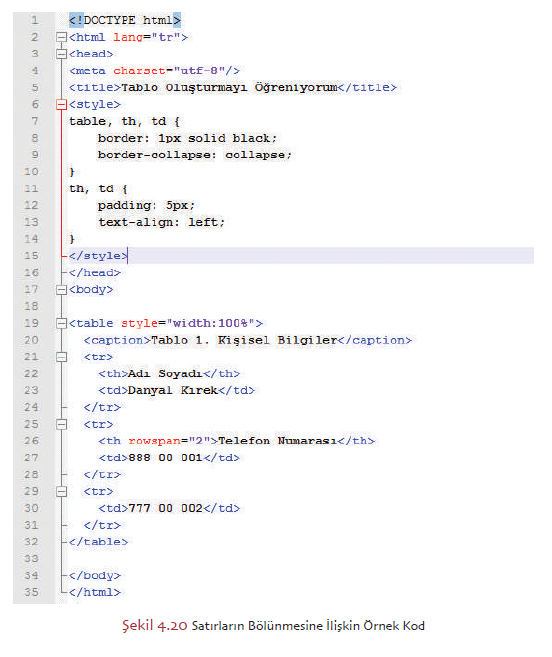 1 <!DOCTYPE html>
2 <html lang="tr">
3 <head>
4 <meta charset="utf-8"/>
5 <title>Tablo Oluşturmayı Öğreniyorum</title>
6 <style>
7 table, th, td {
8 border: 1px solid black;
9 border-collapse: collapse;
10 }
11 th, td {
12 padding: 5px;
13 text-align: left;
14 }
15 </style>
16 </head>
17 <body>
18
19 <table style="width:100%">
20 <caption>Tablo 1. Kişisel Bilgiler</caption>
21 <tr>
22 <th>Adı Soyadı</th>
23 <td>Danyal Kırek</td>
24 </tr>
25 <tr>
26 <th rowspan="2">Telefon Numarası</th>
27 <td>888 00 001</td>
28 </tr>
29 <tr>
30 <td>777 00 002</td>
31 </tr>
32 </table>
33
34 </body>
35 </html>
Şekil 4.20 Satırların Bölünmesine İlişkin Örnek Kod